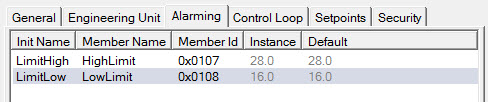 General Engineering Unit Alarming Control Loop Setpoints Security
Init Name Member Name Member Id Instance Default
LimitHigh HighLimit 0x0107 28.0 28.0
LimitLow LowLimit 0x0108 16.0 16.0